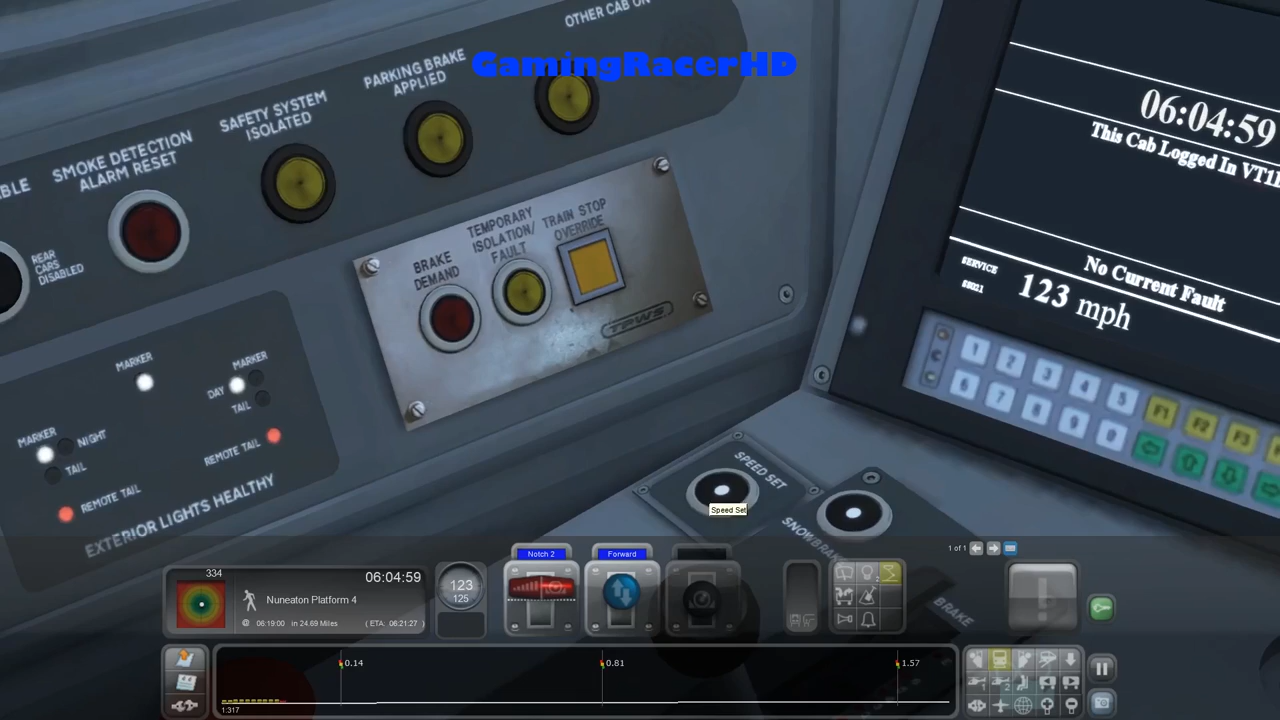 OTHER CAB ON
GamingRacerHD
PARKING BRAKE
APPLIED
SAFETY SYSTEM
ISOLATED
SMOKE DETECTION
ALARM RESET
REAR
CARS
DISABLED
06:04:59
This Cab Logged In VT1
No Current Fault
SERVICE
123 mph
TEMPORARY
ISOLATION/
FAULT
TRAIN STOP
OVERRIDE
BRAKE
DEMAND
TPWS
MARKER
MARKER
DAY
TAIL
REMOTE TAIL
MARKER
NIGHT
TAIL
REMOTE TAIL
EXTERIOR LIGHTS HEALTHY
1 2 3 4 5 F1 F2 F3
6 7 8 9 0
SPEED SET
Speed Set
SNOWBRAKE
BRAKE
1 of 1
Notch 2
Forward
334
06:04:59
Nuneaton Platform 4
@ 06:19:00 in 24.69 Miles ( ETA: 06:21:27 )
123
125
0.14
0.81
1.57
1:317